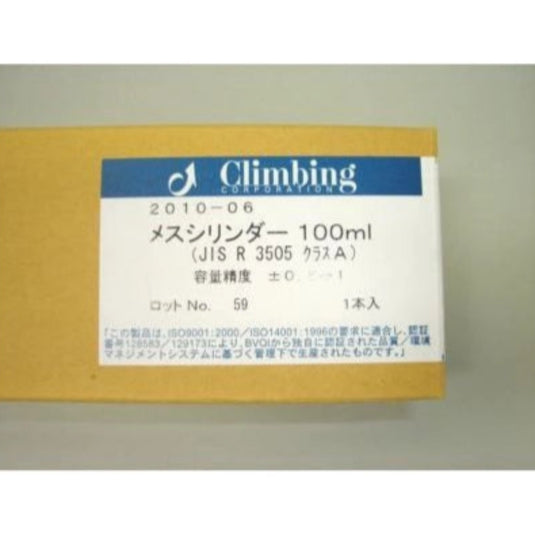 Climbing
CORPORATION
2010-06
メスシリンダー 100ml
(JIS R 3505 クラスA)
容量精度 ±0.
ロット No. 59 1本入
「この製品は、ISO9001:2000/ISO14001:1996の要求に適合し、認証
番号128583/129173により、BVQIから独自に認証された品質/環境
マネジメントシステムに基づく管理下で生産されたものです。」